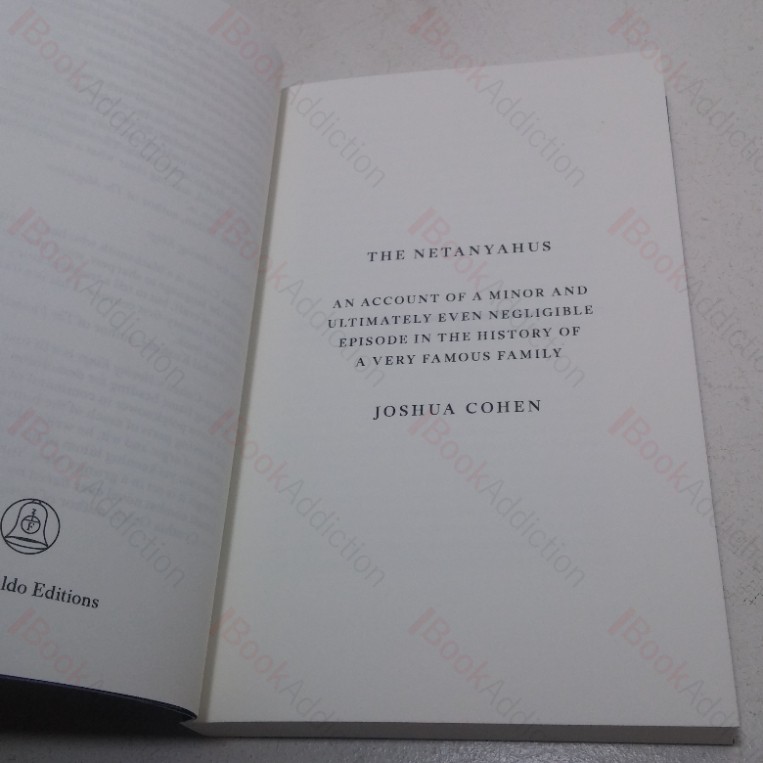 ldo Editions
THE NETANYAHUS
AN ACCOUNT OF A MINOR AND
ULTIMATELY EVEN NEGLIGIBLE
EPISODE IN THE HISTORY OF
A VERY FAMOUS FAMILY
JOSHUA COHEN
BookAddiction